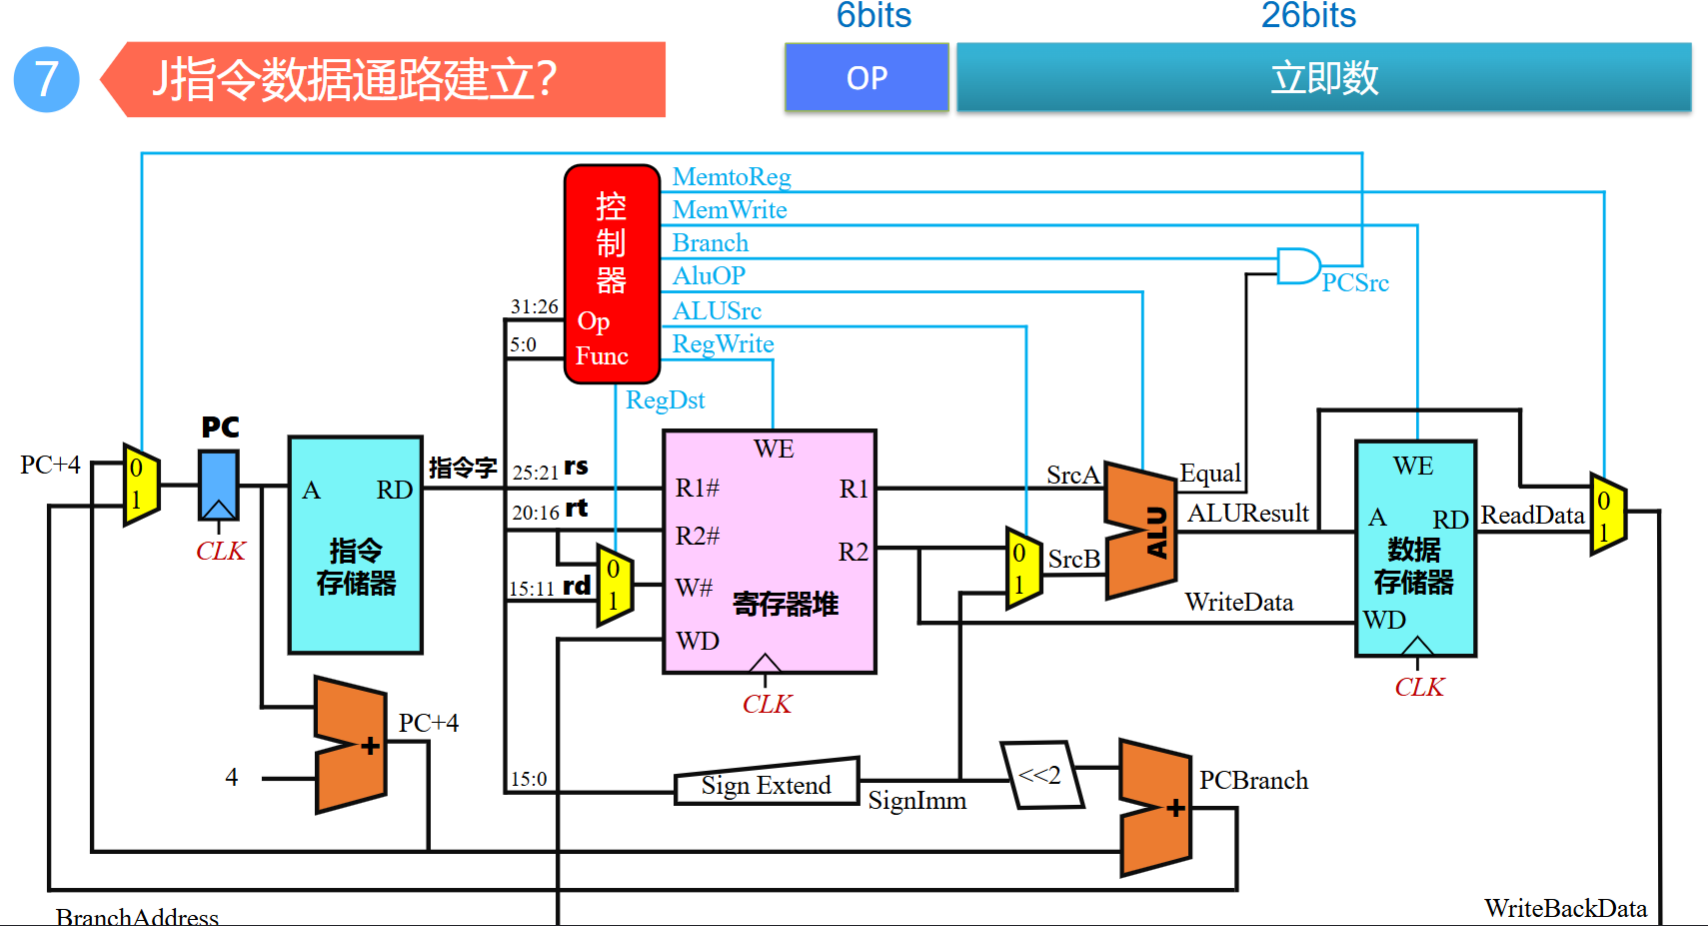 6bits
26bits
7
J指令数据通路建立?
OP
立即数
MemtoReg
MemWrite
Branch
AluOP
ALUSrc
RegWrite
控
制
器
Op
Func
31:26
5:0
RegDst
PCSrc
PC
PC+4
0
1
CLK
A
RD
指令
存储器
指令字
25:21 rs
20:16 rt
15:11 rd
0
1
WE
R1#
R2#
W#
WD
R1
R2
寄存器堆
CLK
0
1
SrcA
SrcB
ALU
Equal
ALUResult
WriteData
WE
A
RD
数据
存储器
WD
CLK
ReadData
0
1
4
+
PC+4
15:0
Sign Extend
SignImm
<<2
+
PCBranch
BranchAddress
WriteBackData